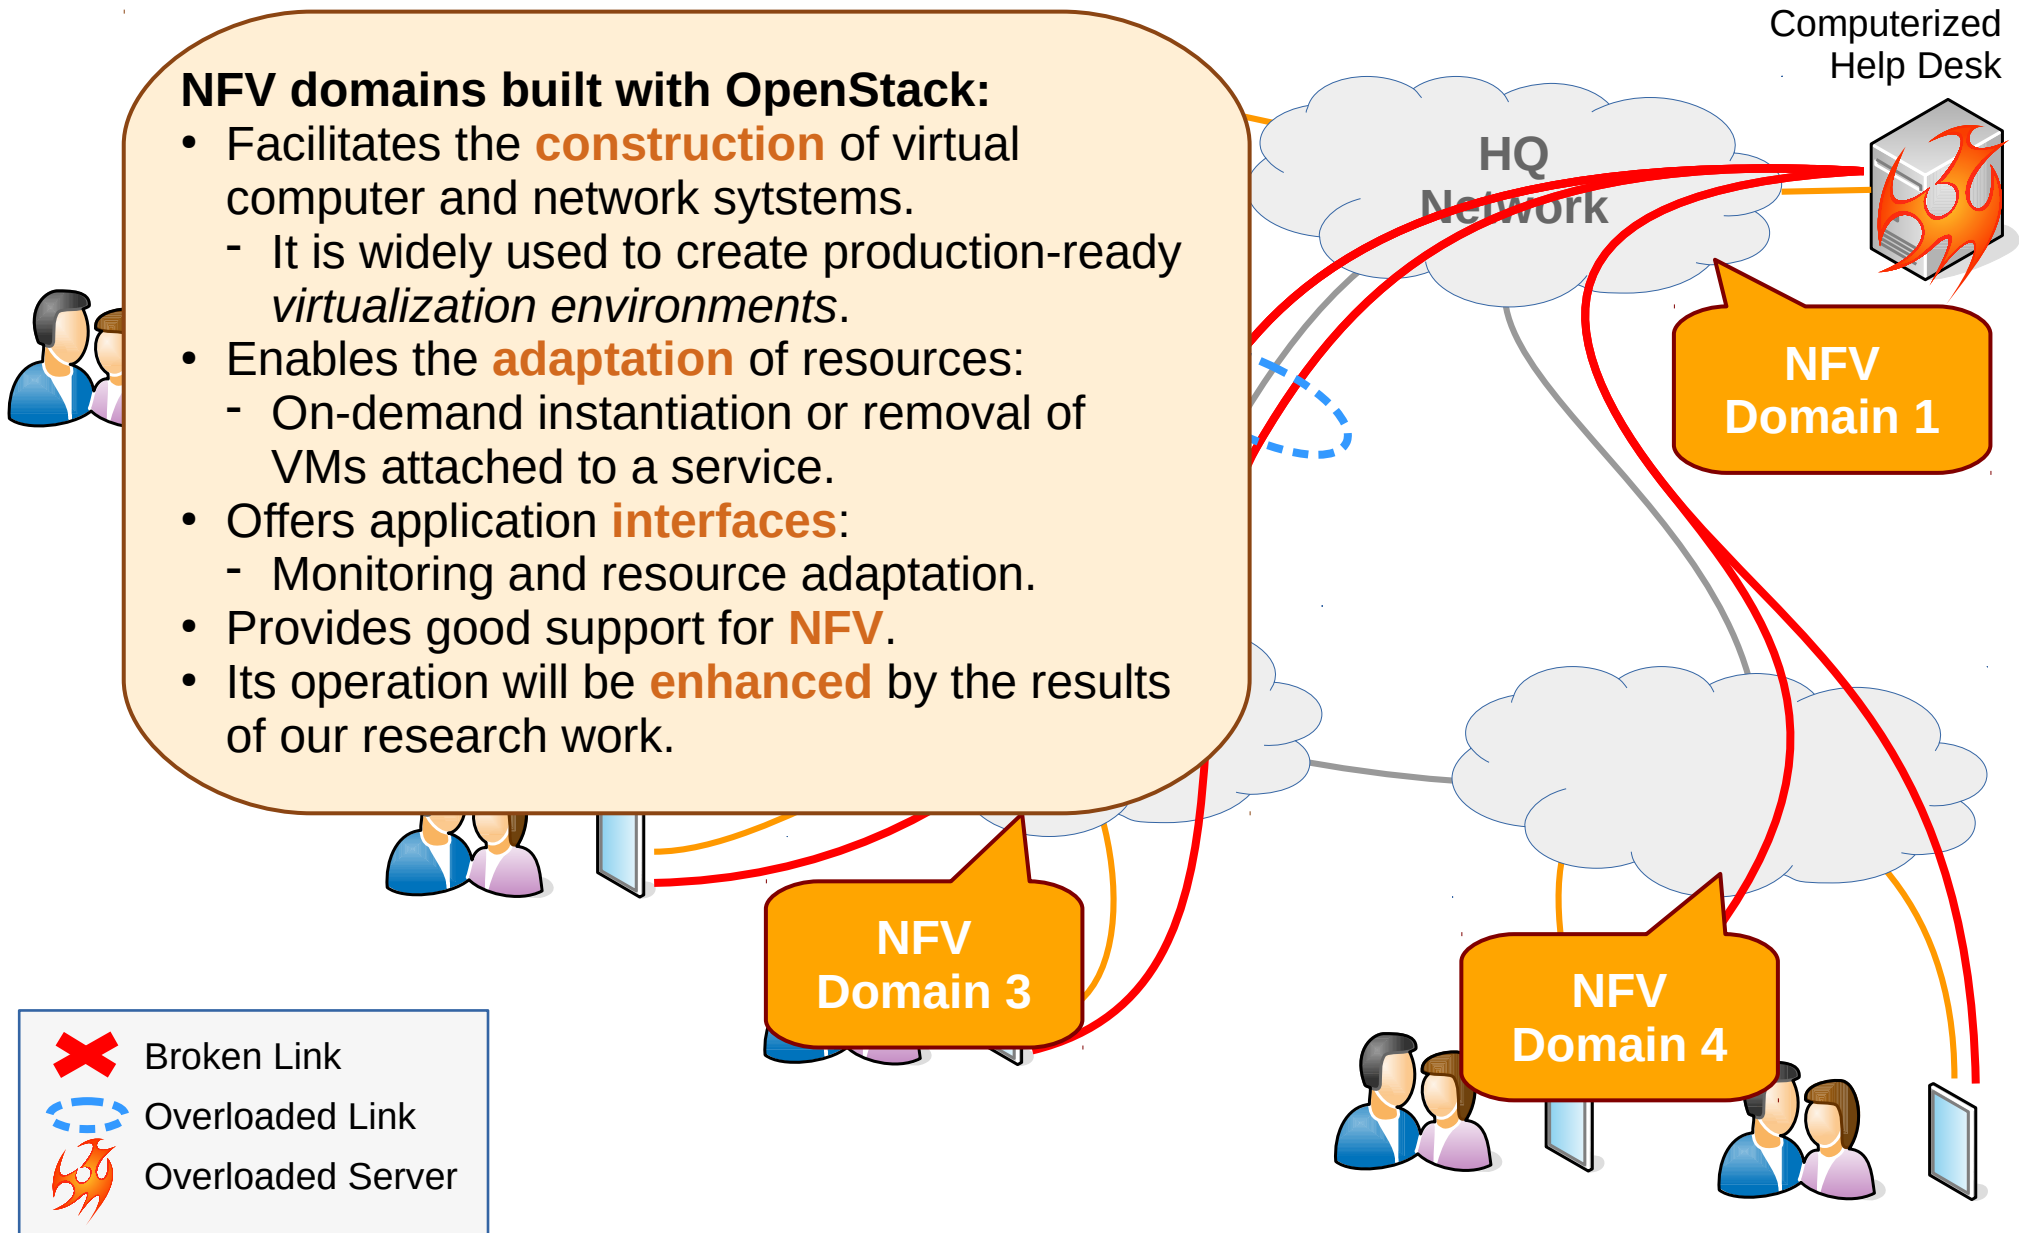 Computerized
Help Desk
NFV domains built with OpenStack:
• Facilitates the construction of virtual
computer and network sytstems.
- It is widely used to create production-ready
virtualization environments.
• Enables the adaptation of resources:
- On-demand instantiation or removal of
VMs attached to a service.
• Offers application interfaces:
- Monitoring and resource adaptation.
• Provides good support for NFV.
• Its operation will be enhanced by the results
of our research work.
HQ
Network
NFV
Domain 1
NFV
Domain 3
NFV
Domain 4
Broken Link
Overloaded Link
Overloaded Server